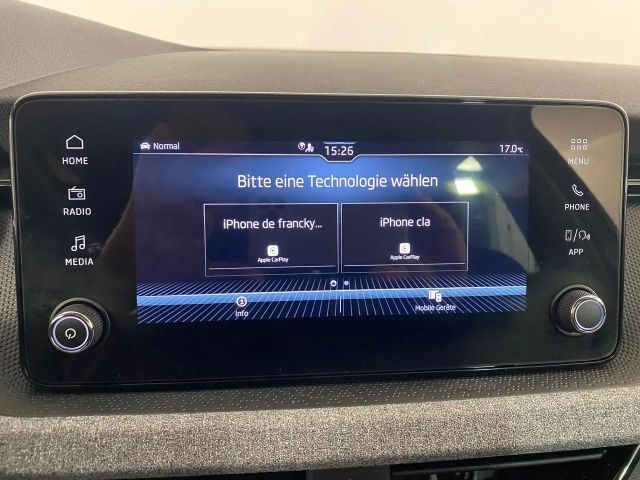 Normal
15:26
17.0°C
HOME
RADIO
MEDIA
Bitte eine Technologie wählen
iPhone de francky...
Apple CarPlay
iPhone cla
Apple CarPlay
Info
Mobile Geräte
MENU
PHONE
APP